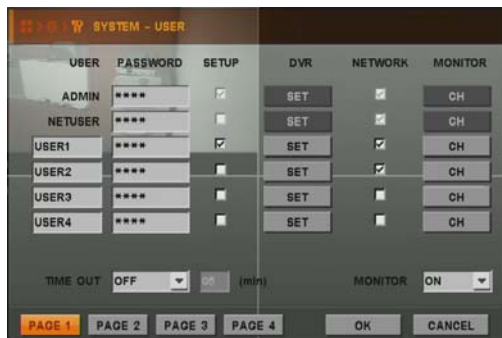 SYSTEM - USER
USER PASSWORD SETUP DVR NETWORK MONITOR
ADMIN **** SET CH
NETUSER **** SET CH
USER1 **** SET CH
USER2 **** SET CH
USER3 **** SET CH
USER4 **** SET CH
TIME OUT OFF (min) MONITOR ON
PAGE 1 PAGE 2 PAGE 3 PAGE 4 OK CANCEL